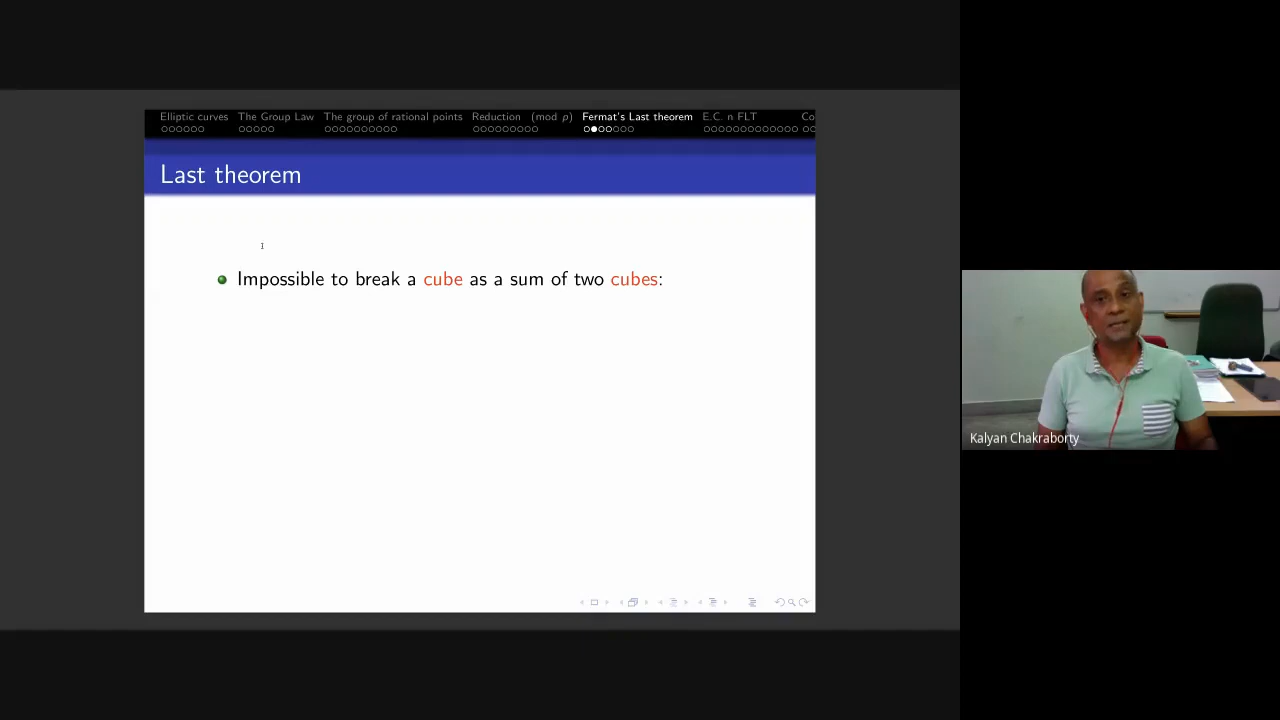 Elliptic curves The Group Law The group of rational points Reduction (mod p) Fermat's Last theorem E.C. n FLT Co
Last theorem
Impossible to break a cube as a sum of two cubes:
Kalyan Chakraborty